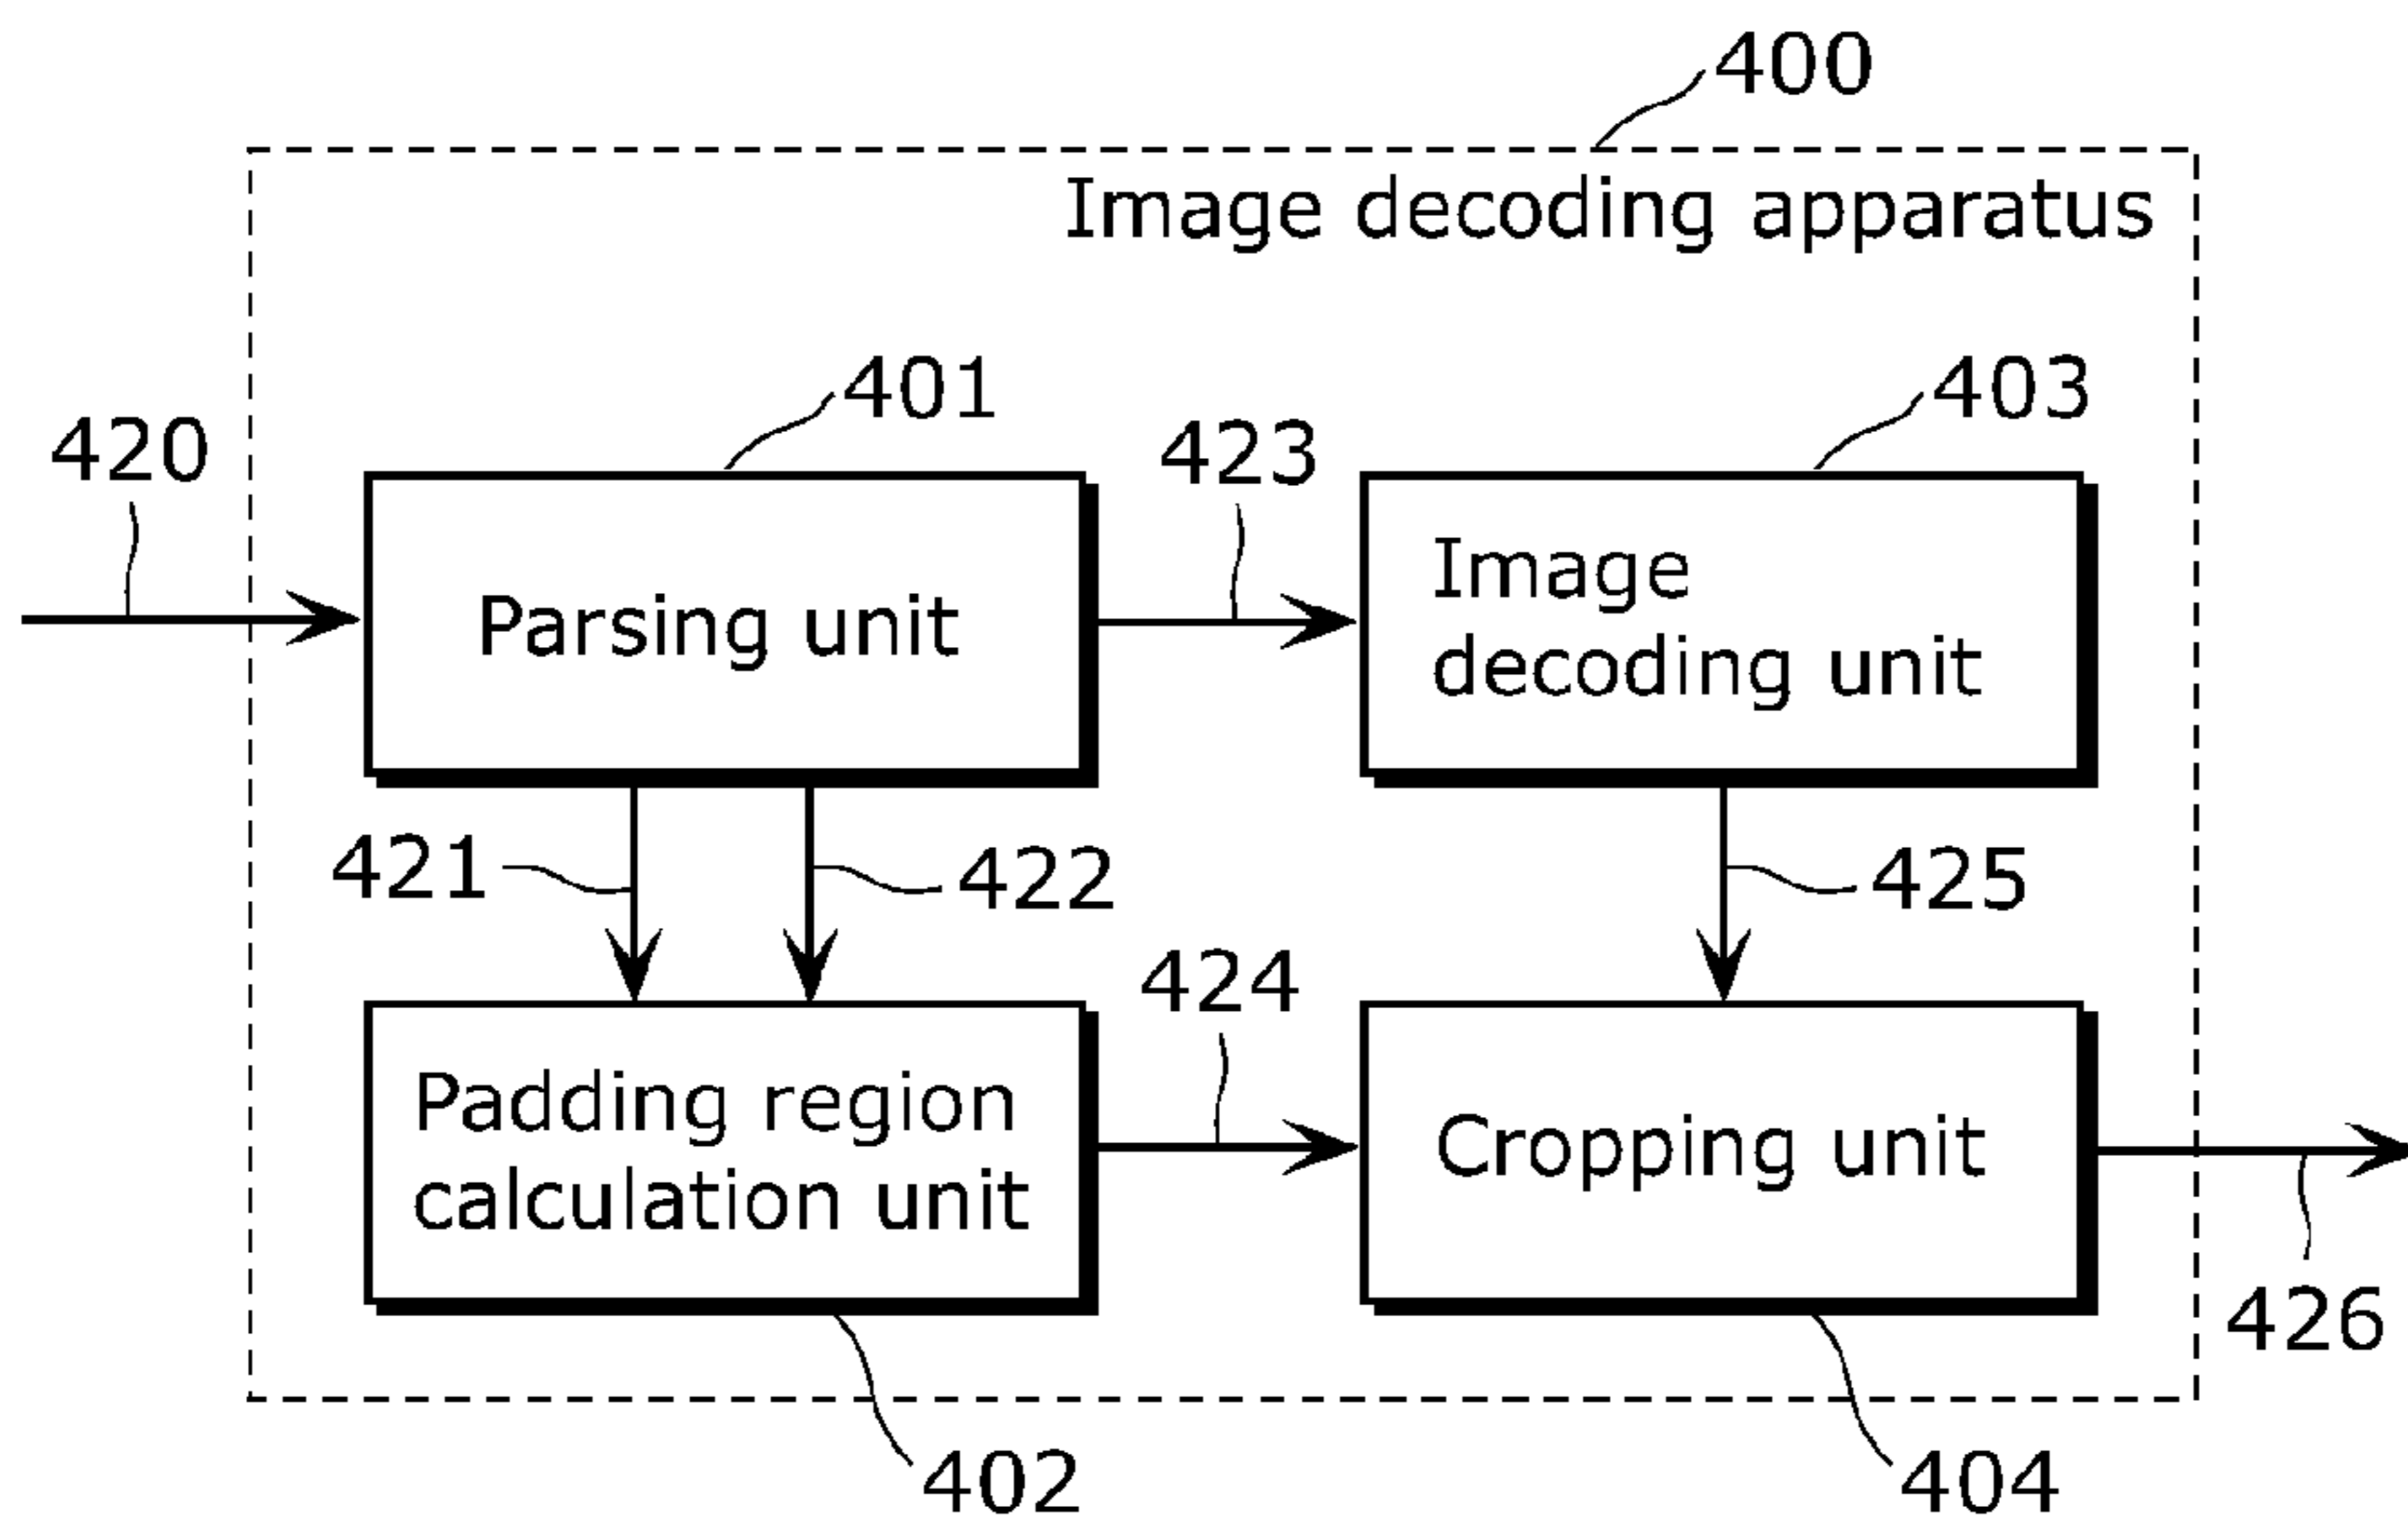 400
Image decoding apparatus
401
403
420
423
Parsing unit
Image
decoding unit
421
422
425
424
Padding region
calculation unit
Cropping unit
426
402
404